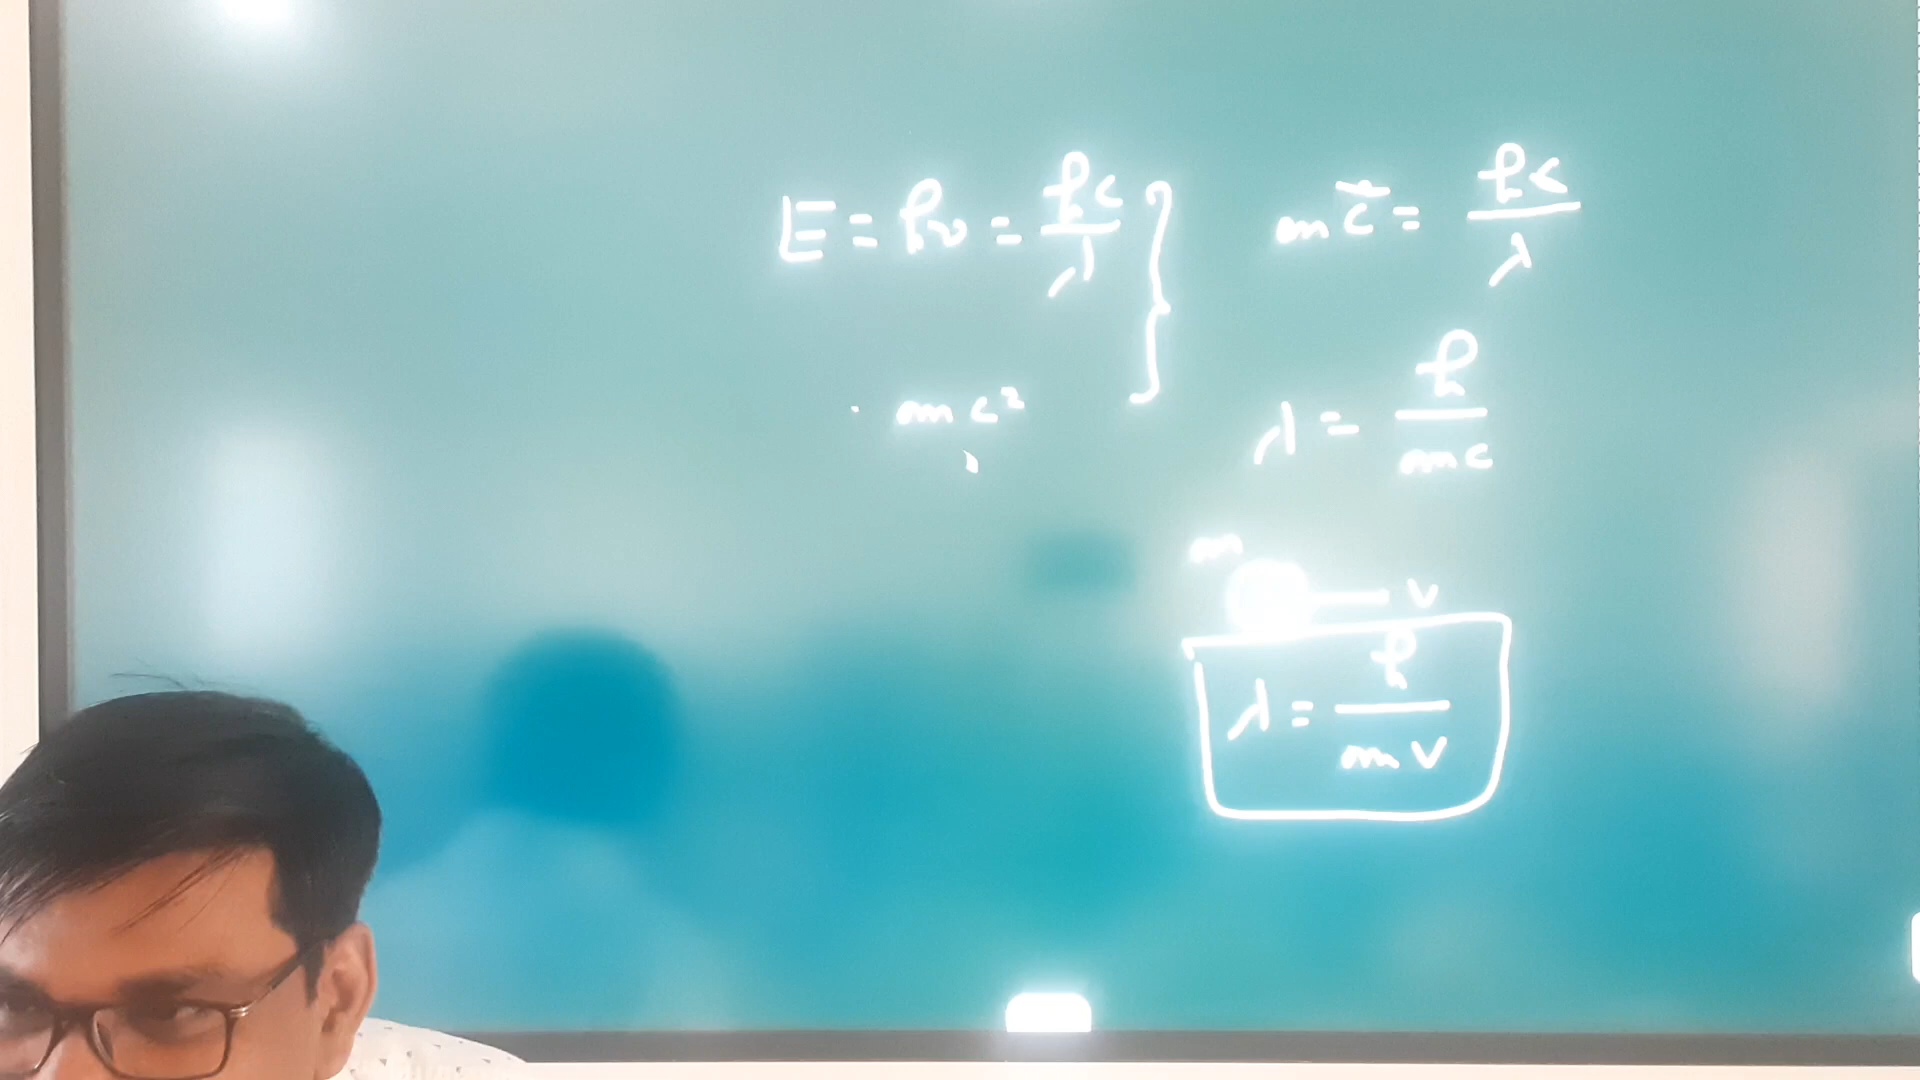 E = hν = hc/λ
mc²
mc² = hc/λ
λ = h/mc
m
v
λ = h/mv